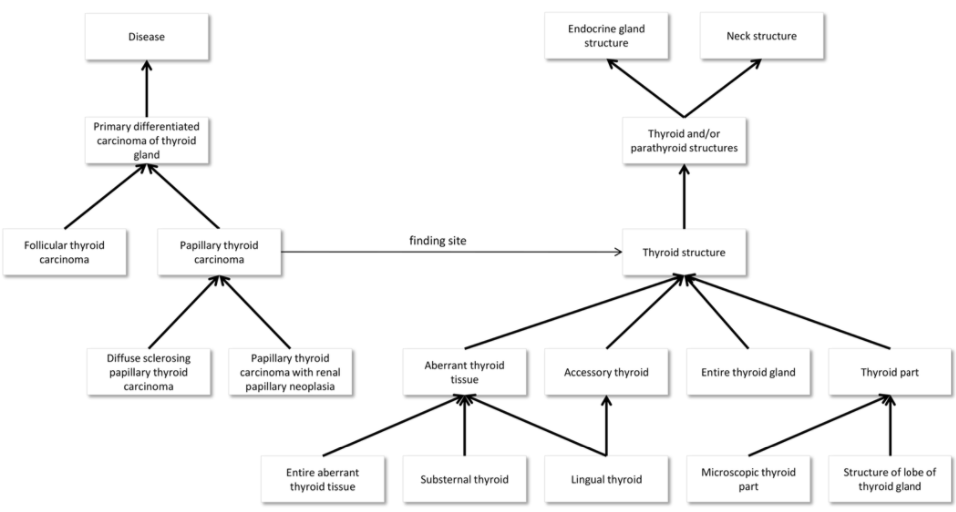 Disease
Endocrine gland
structure
Neck structure
Primary differentiated
carcinoma of thyroid
gland
Thyroid and/or
parathyroid structures
Follicular thyroid
carcinoma
Papillary thyroid
carcinoma
finding site
Thyroid structure
Diffuse sclerosing
papillary thyroid
carcinoma
Papillary thyroid
carcinoma with renal
papillary neoplasia
Aberrant thyroid
tissue
Accessory thyroid
Entire thyroid gland
Thyroid part
Entire aberrant
thyroid tissue
Substernal thyroid
Lingual thyroid
Microscopic thyroid
part
Structure of lobe of
thyroid gland